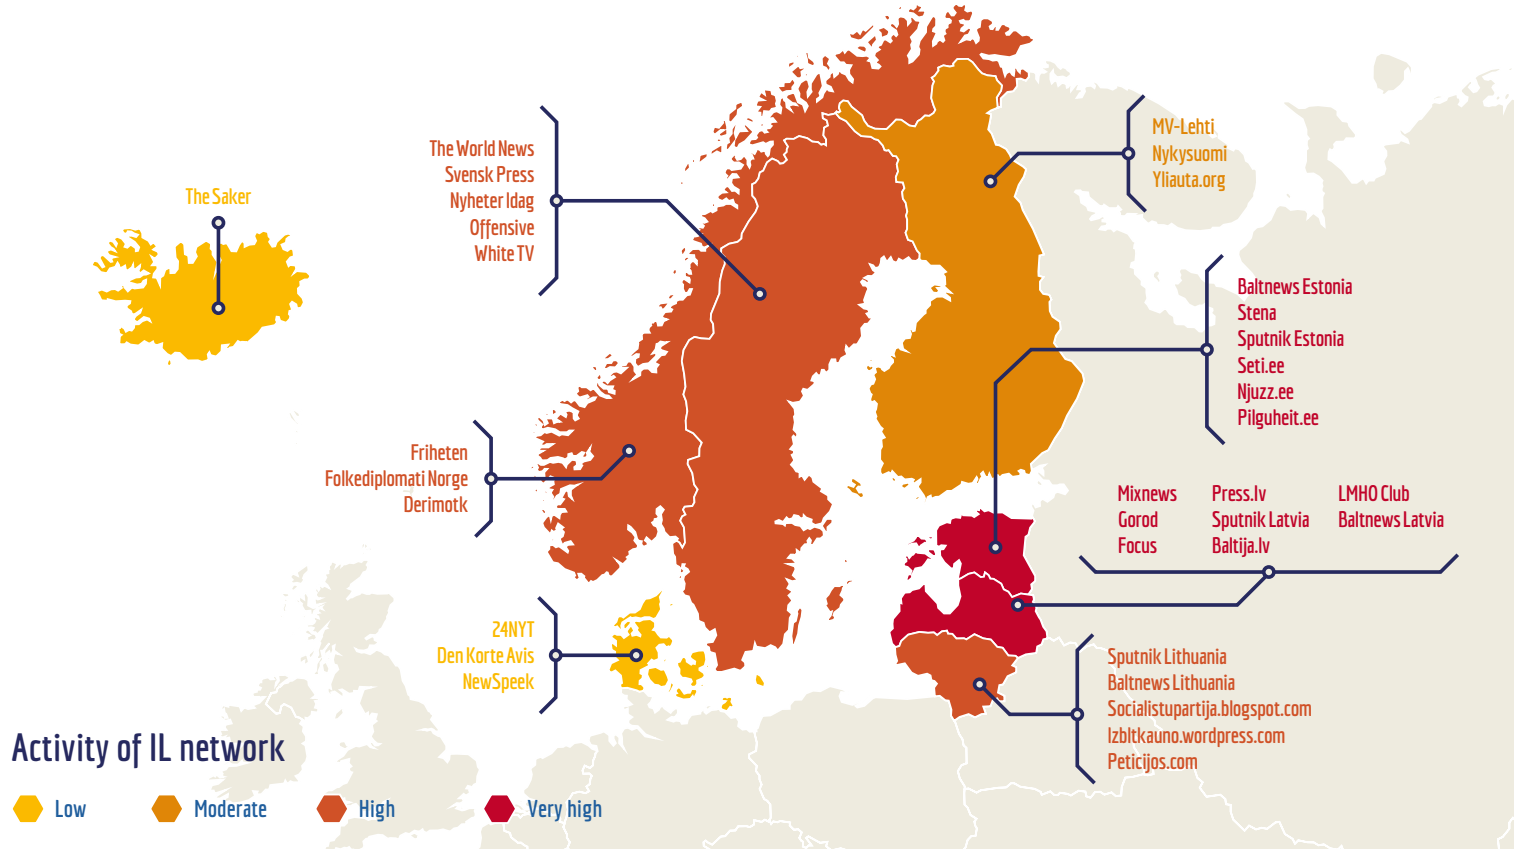 The Saker
The World News
Svensk Press
Nyheter Idag
Offensive
White TV
MV-Lehti
Nykysuomi
Yliauta.org
Baltnews Estonia
Stena
Sputnik Estonia
Seti.ee
Njuzz.ee
Pilguheit.ee
Friheten
Folkediplomati Norge
Derimotk
Mixnews Press.lv LMHO Club
Gorod Sputnik Latvia Baltnews Latvia
Focus Baltija.lv
24NYT
Den Korte Avis
NewSpeek
Sputnik Lithuania
Baltnews Lithuania
Socialistupartija.blogspot.com
Izbltkauno.wordpress.com
Peticijos.com
Activity of IL network
Low Moderate High Very high